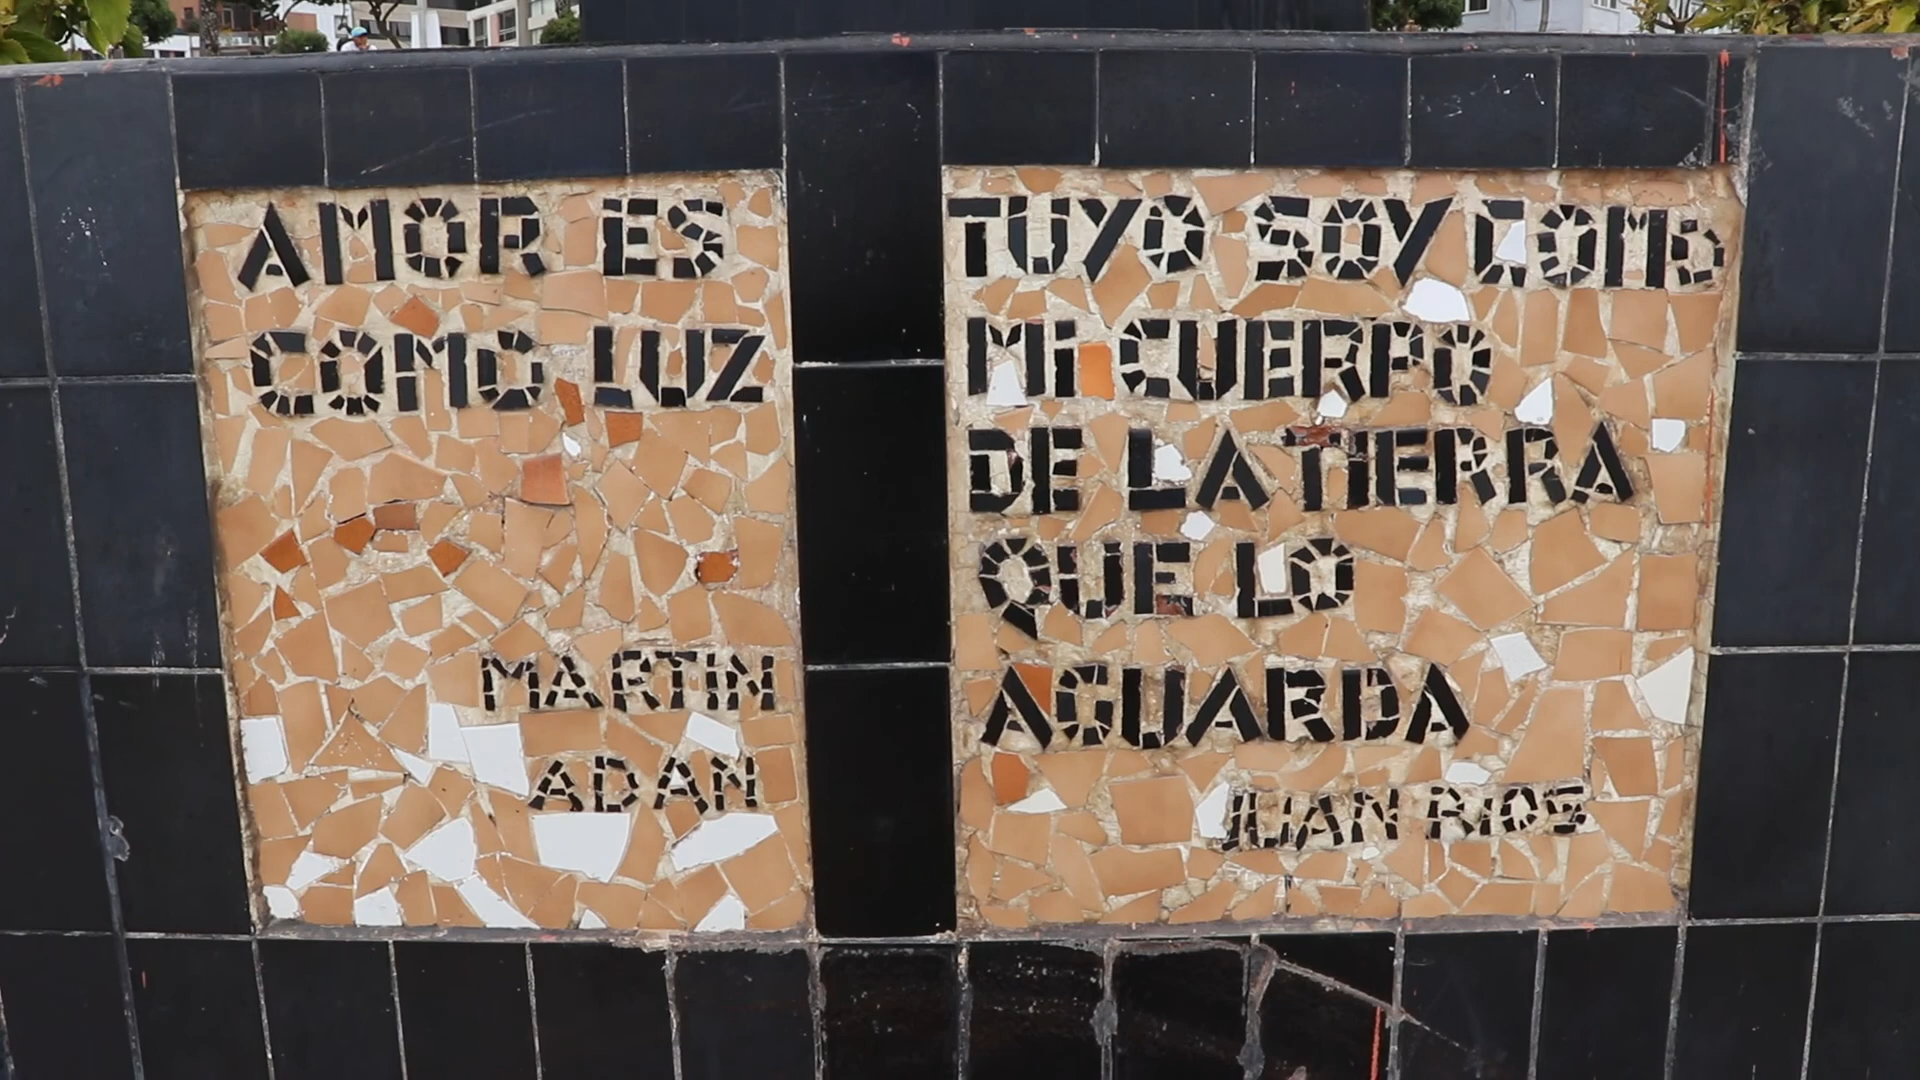 AMOR ES
COMO LUZ
MARTIN
ADAN
TUYO SOY COMO
Mi CUERPO
DE LA TIERRA
QUE LO
AGUARDA
JUAN RIOS